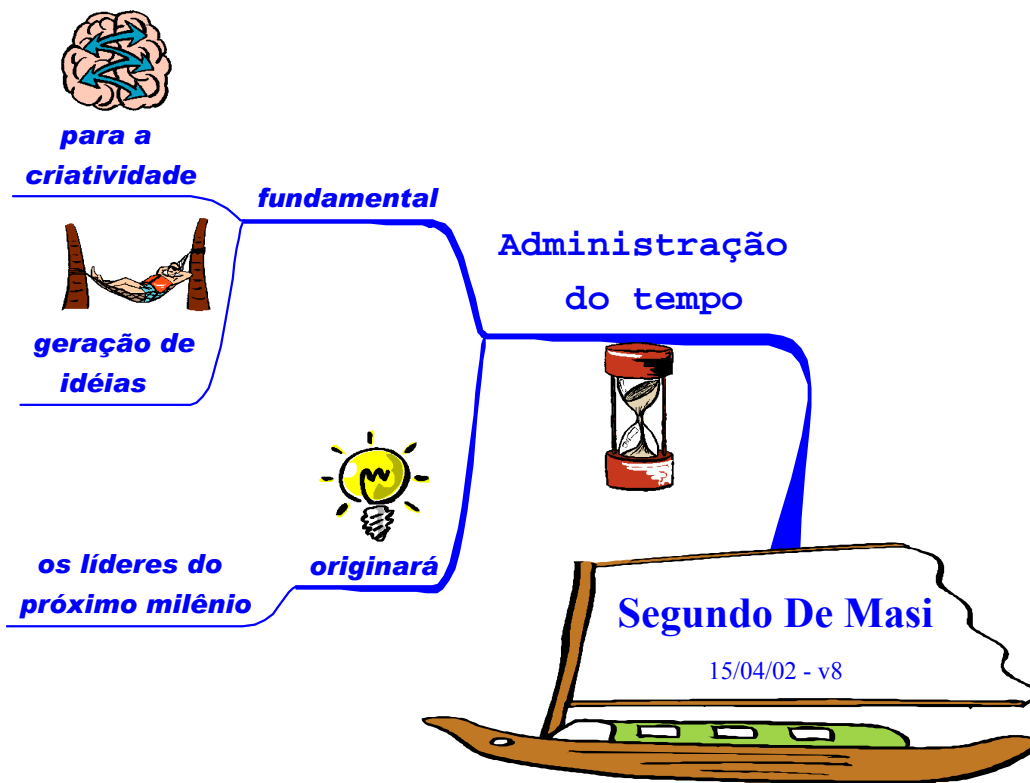 para a
criatividade
fundamental
geração de
idéias
Administração
do tempo
originará
os líderes do
próximo milênio
Segundo De Masi
15/04/02 - v8